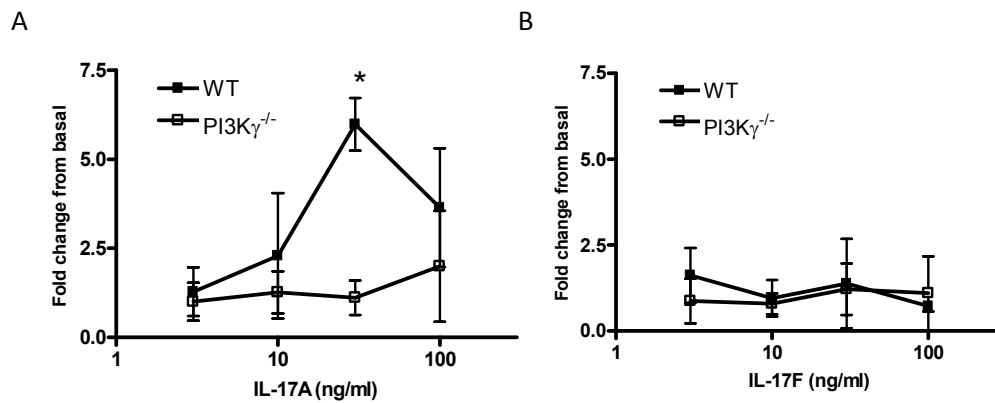 A
7.5
5.0
2.5
0.0
Fold change from basal
WT
PI3Kγ-/-
*
1
10
100
IL-17A (ng/ml)
B
7.5
5.0
2.5
0.0
Fold change from basal
WT
PI3Kγ-/-
1
10
100
IL-17F (ng/ml)